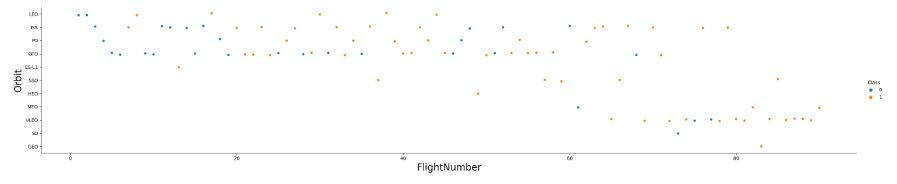 LEO
ISS
PO
GTO
ES-L1
SSO
HEO
MEO
VLEO
SO
GEO
Orbit
0
20
40
60
80
FlightNumber
Class
0
1